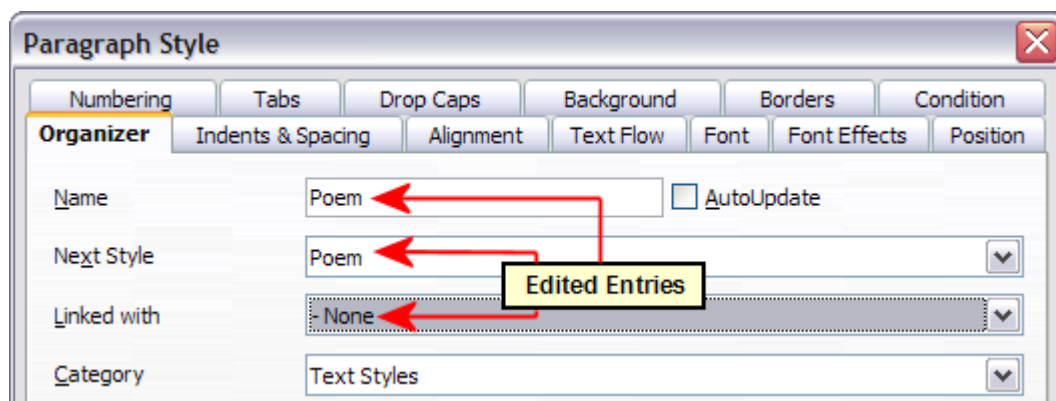 Paragraph Style
Numbering Tabs Drop Caps Background Borders Condition
Organizer Indents & Spacing Alignment Text Flow Font Font Effects Position
Name Poem AutoUpdate
Next Style Poem
Edited Entries
Linked with - None
Category Text Styles